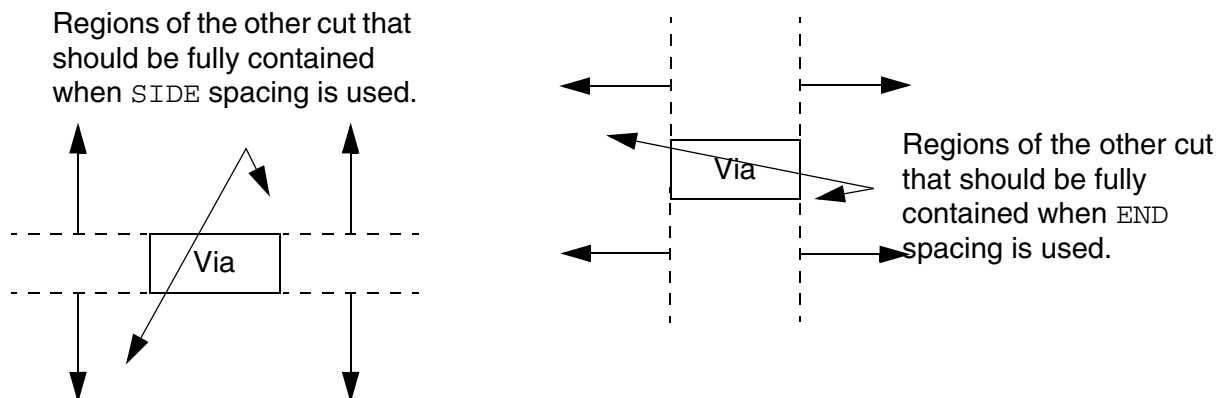 Regions of the other cut that
should be fully contained
when SIDE spacing is used.
Via
Via
Regions of the other cut
that should be fully
contained when END
spacing is used.